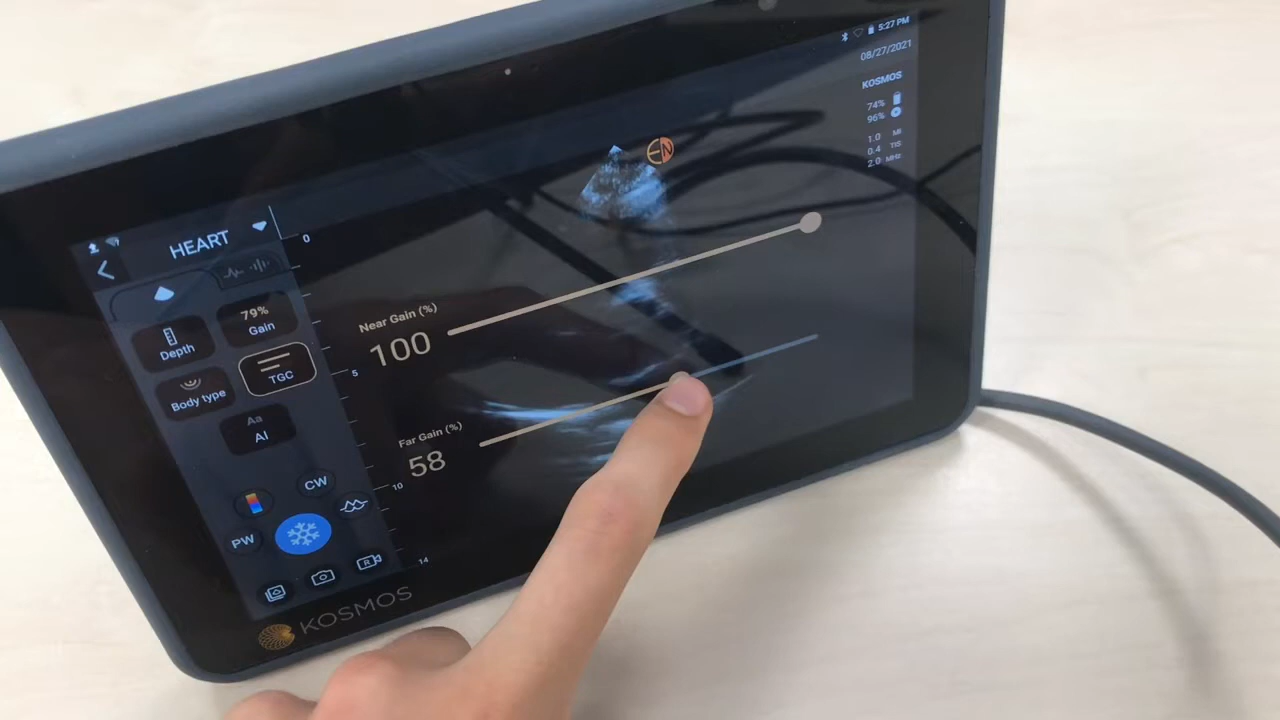 5:27 PM
08/27/2021
KOSMOS
74%
96%
1.0 MI
0.4 TIS
2.0 MHz
HEART
79%
Gain
Depth
TGC
Body type
Aa
AI
CW
PW
R
0
5
10
14
Near Gain (%)
100
Far Gain (%)
58
N
KOSMOS